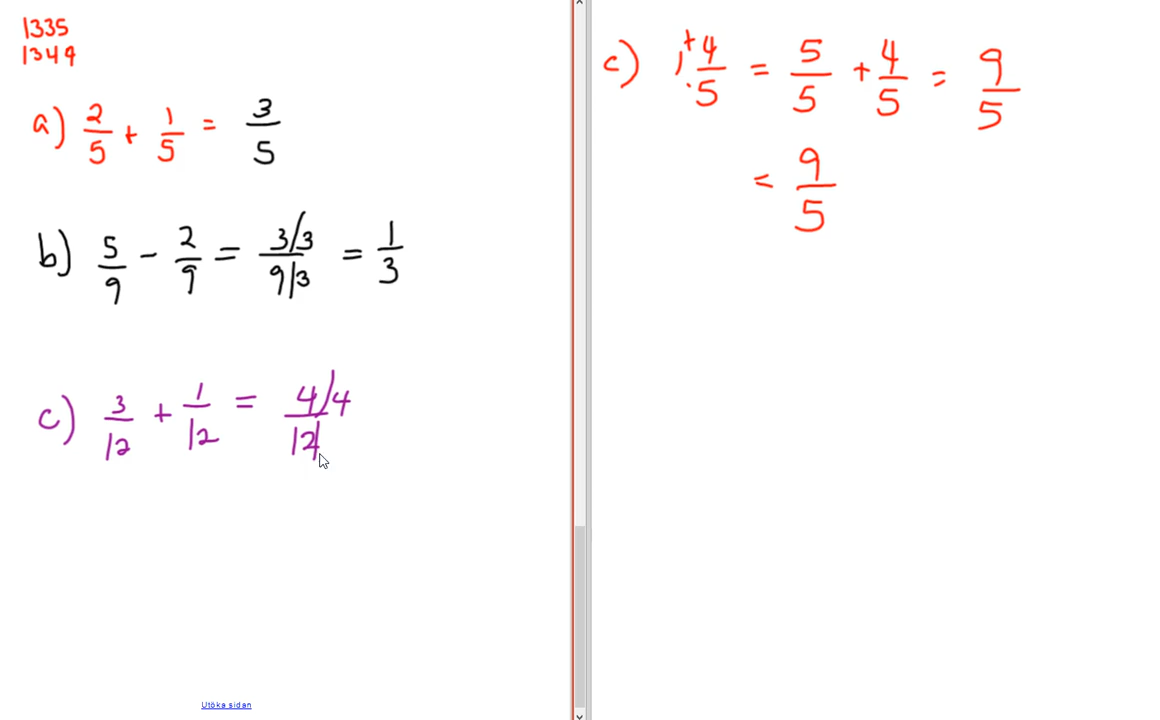 1335
1349
a) 2/5 + 1/5 = 3/5
b) 5/9 - 2/9 = 3/3 / 9/3 = 1/3
c) 3/12 + 1/12 = 4/4 / 12/
Utöka sidan
c) 1 + 4/5 = 5/5 + 4/5 = 9/5
= 9/5